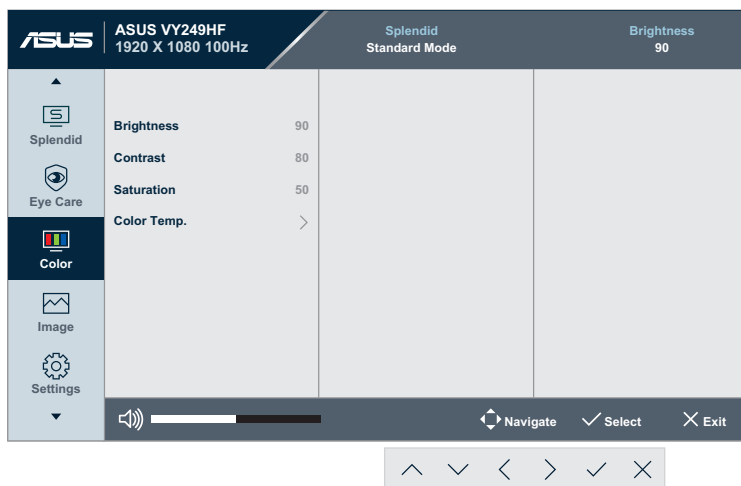 ASUS
ASUS VY249HF
1920 X 1080 100Hz
Splendid
Standard Mode
Brightness
90
Splendid
Eye Care
Color
Image
Settings
Brightness 90
Contrast 80
Saturation 50
Color Temp.
Navigate Select Exit